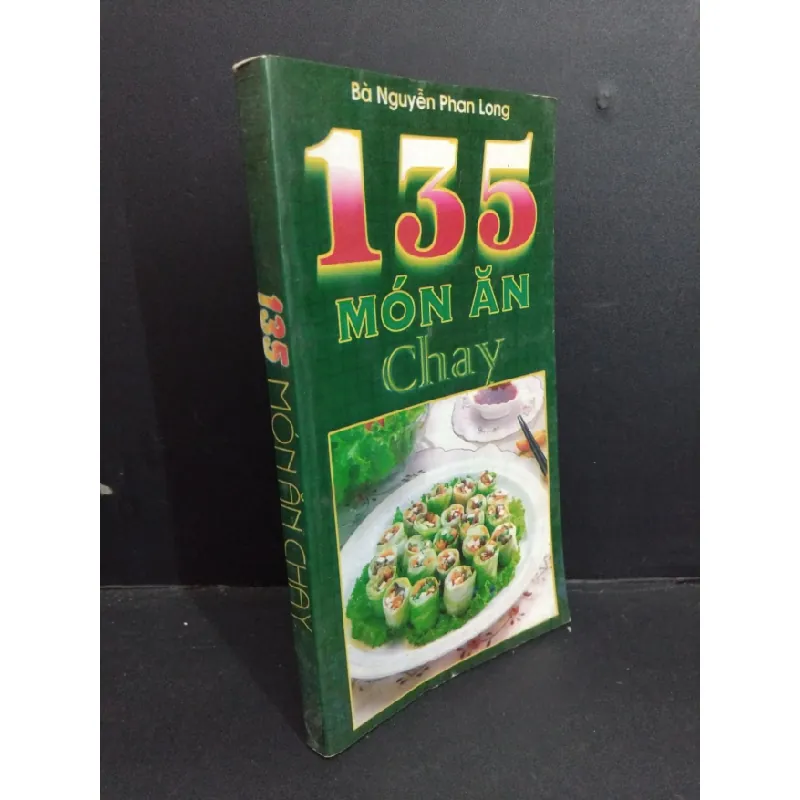 Bà Nguyễn Phan Long
135
MÓN ĂN
Chay
135 MÓN ĂN CHAY